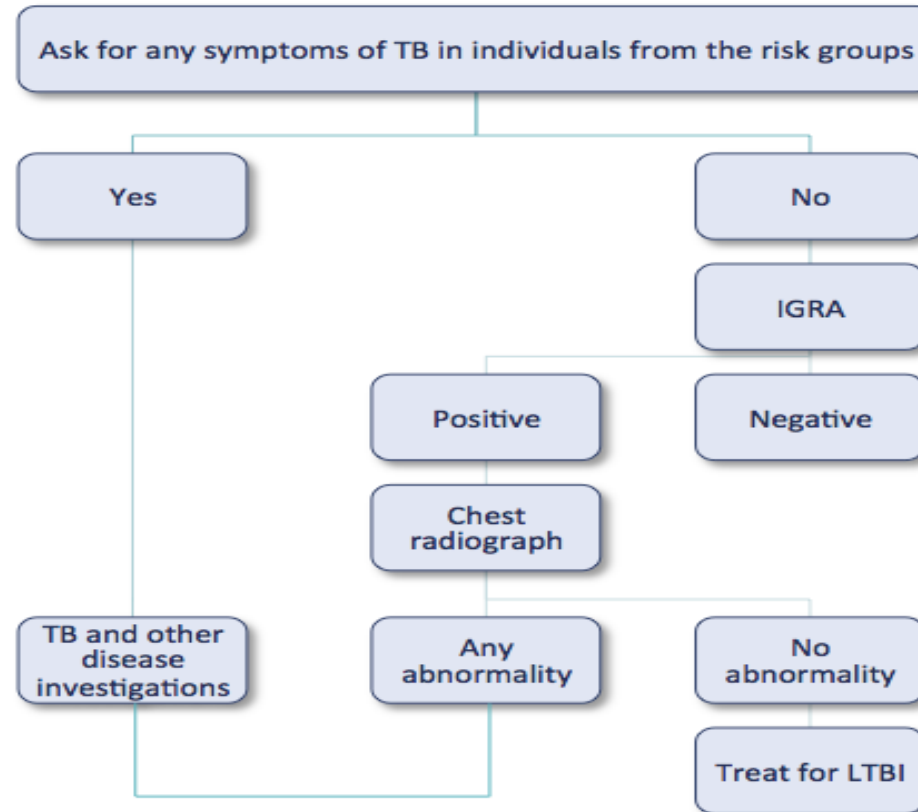 Ask for any symptoms of TB in individuals from the risk groups
Yes
No
IGRA
Positive
Negative
Chest
radiograph
TB and other
disease
investigations
Any
abnormality
No
abnormality
Treat for LTBI